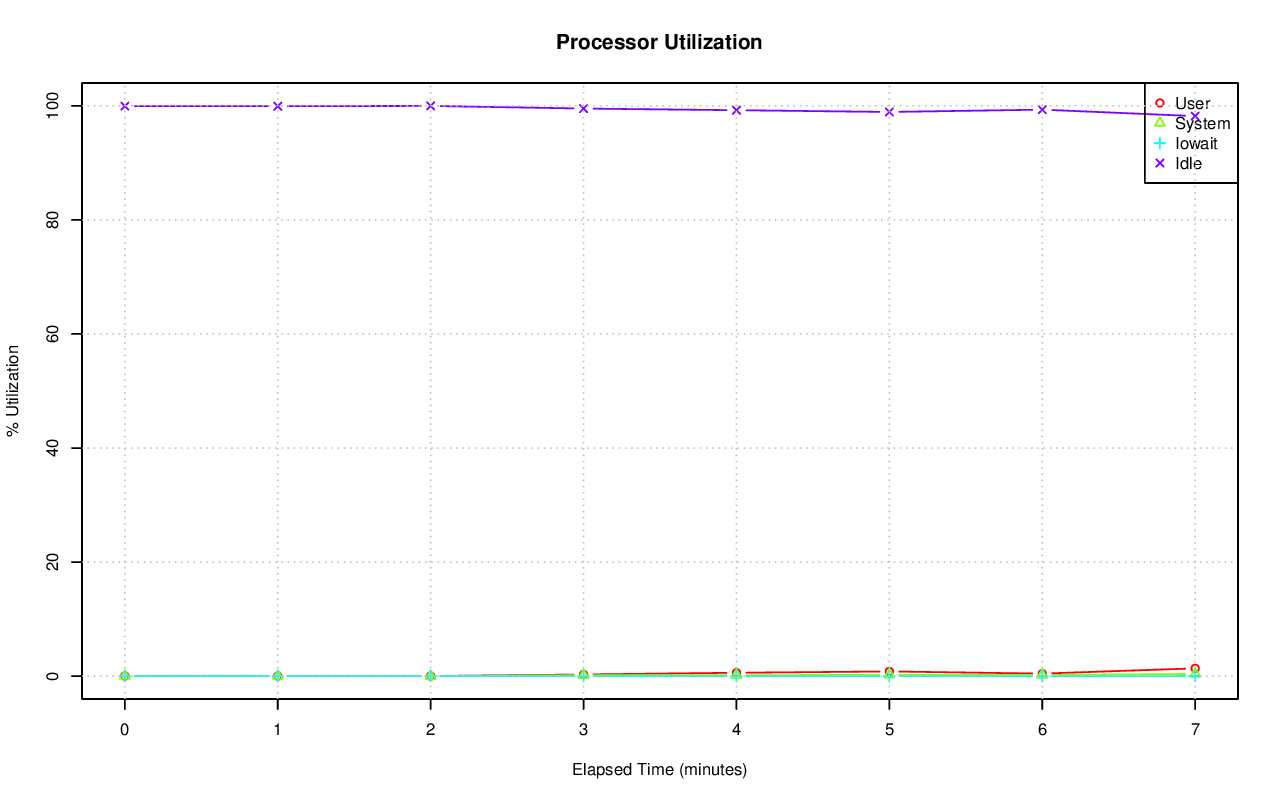 Processor Utilization
% Utilization
100
80
60
40
20
0
User
System
Iowait
Idle
0 1 2 3 4 5 6 7
Elapsed Time (minutes)